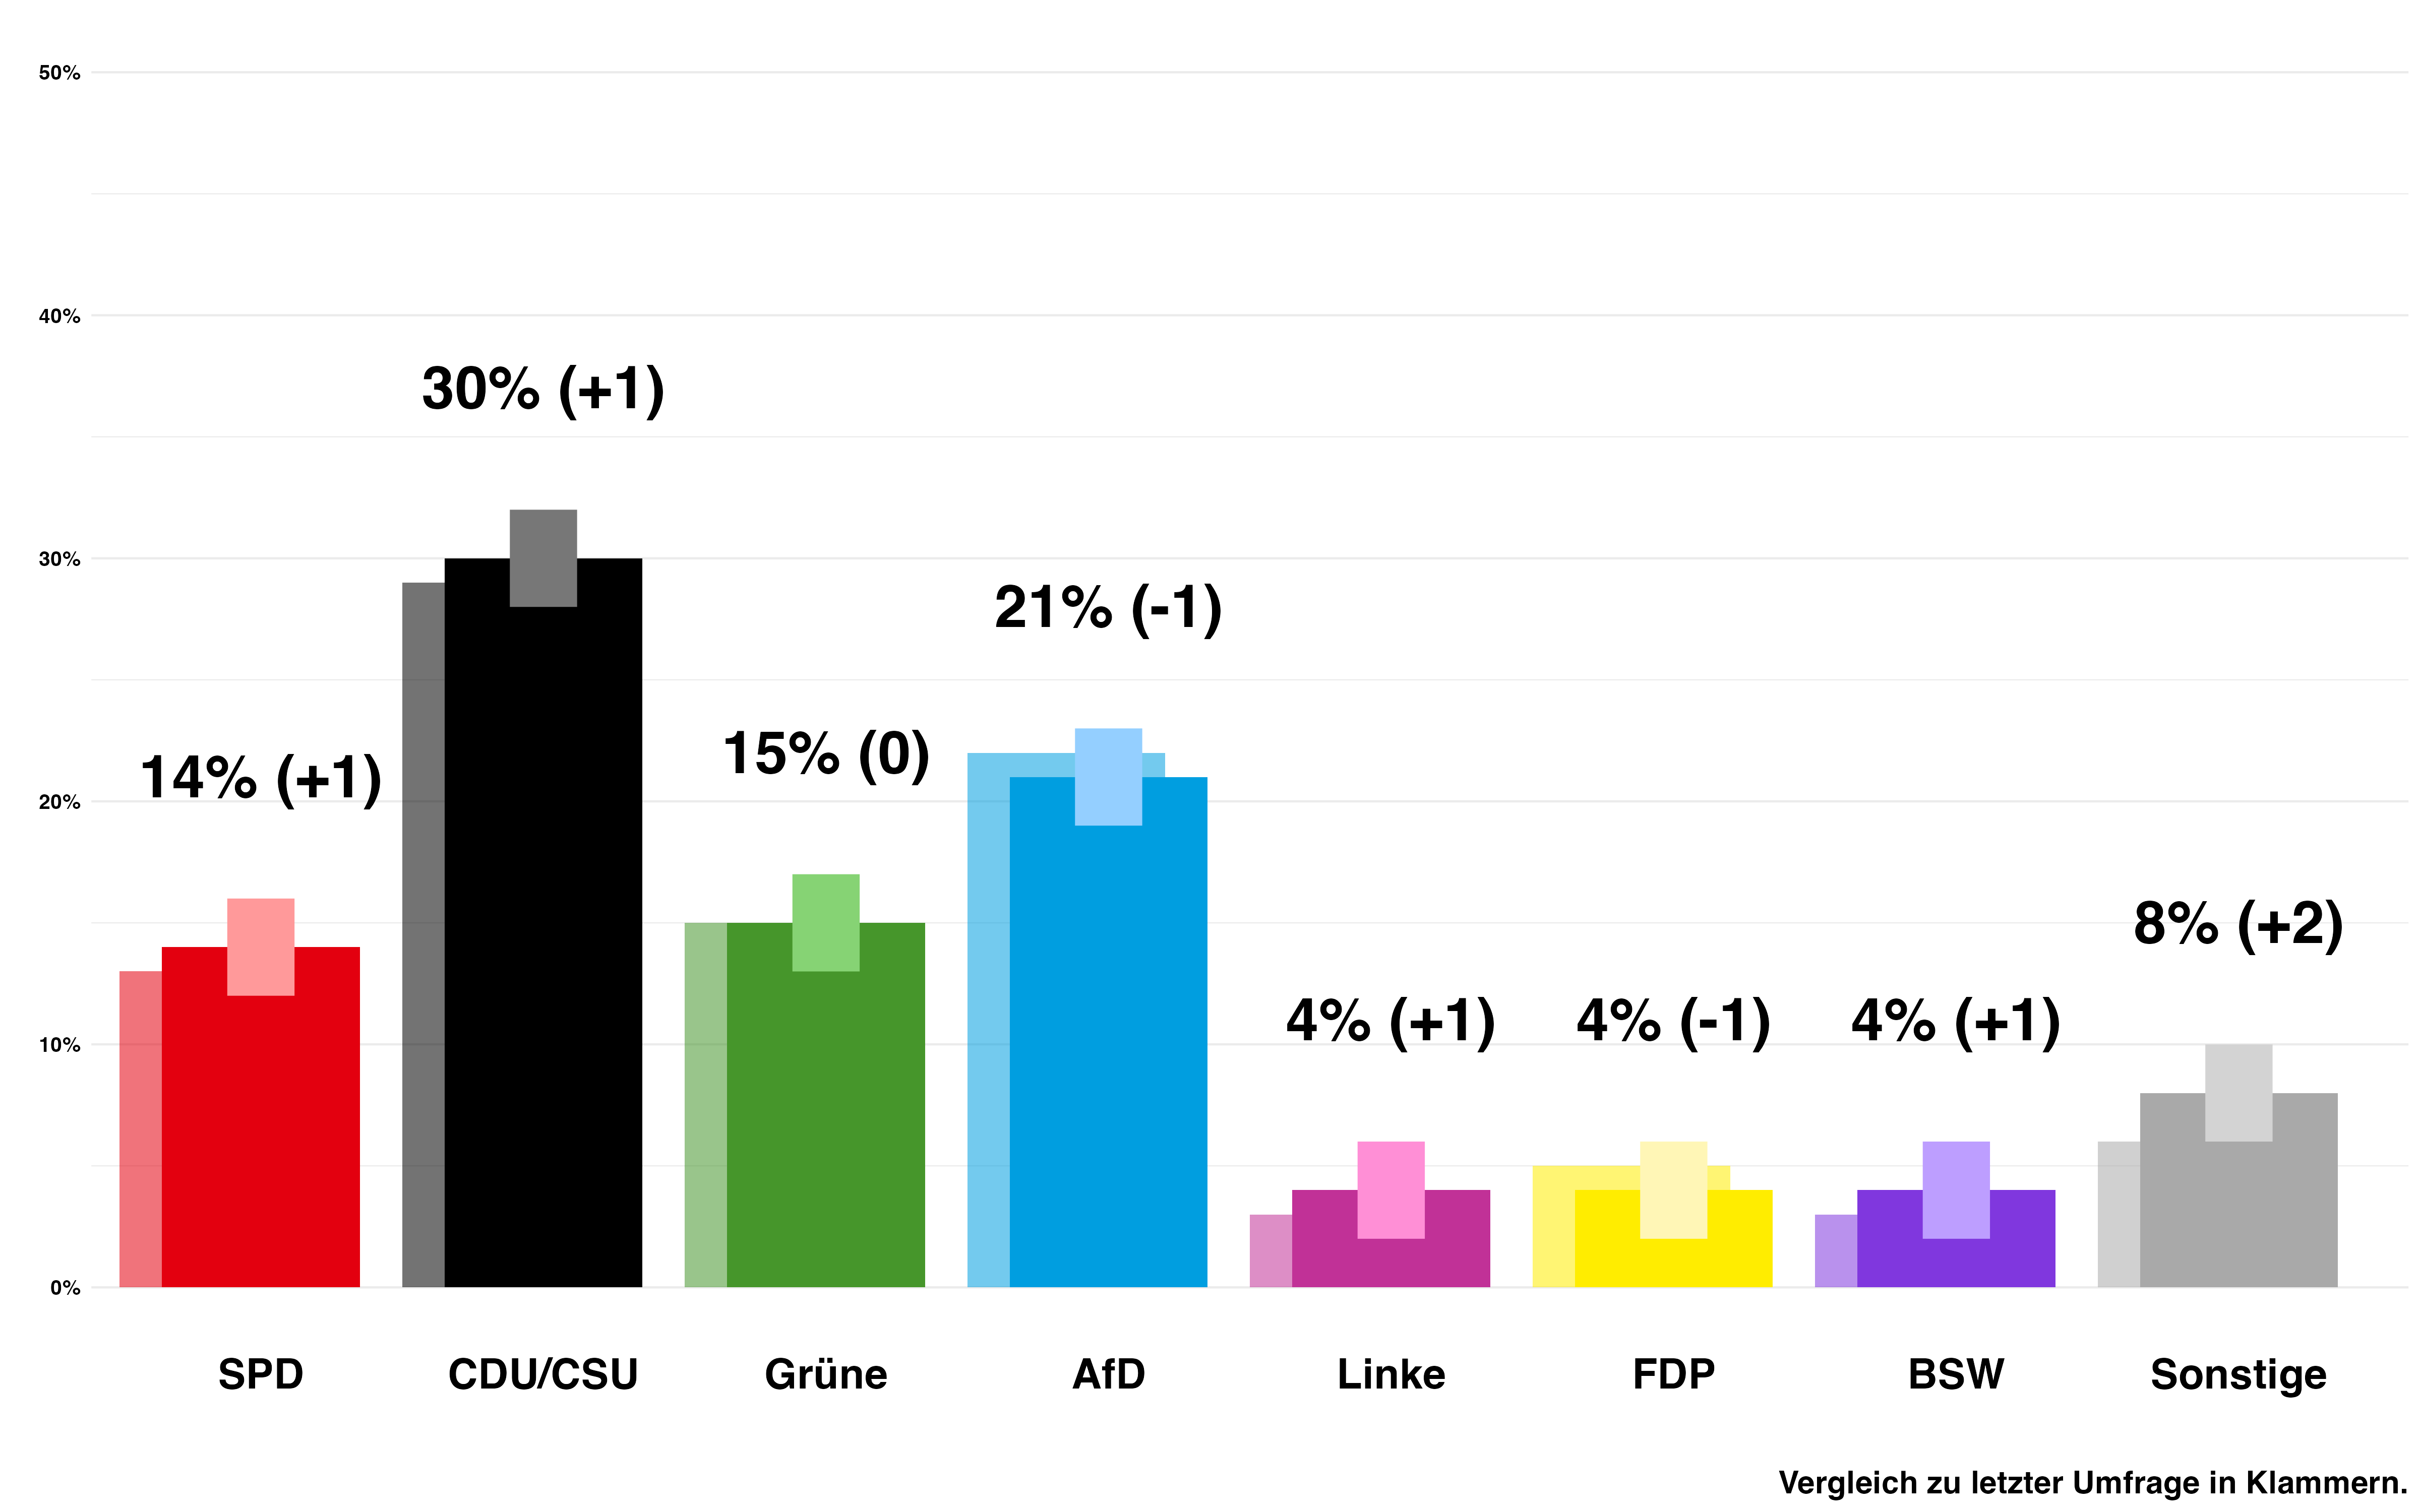 50%
40%
30%
20%
10%
0%
14% (+1)
30% (+1)
15% (0)
21% (-1)
4% (+1)
4% (-1)
4% (+1)
8% (+2)
SPD
CDU/CSU
Grüne
AfD
Linke
FDP
BSW
Sonstige
Vergleich zu letzter Umfrage in Klammern.